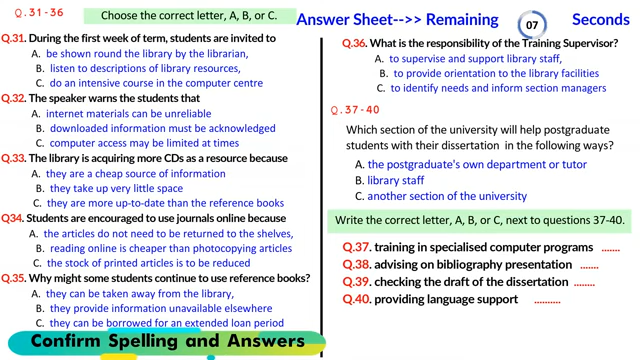 Q.31-36
Choose the correct letter, A, B, or C.
Answer Sheet-->> Remaining 07 Seconds
Q.31. During the first week of term, students are invited to
A. be shown round the library by the librarian,
B. listen to descriptions of library resources,
C. do an intensive course in the computer centre
Q.32. The speaker warns the students that
A. internet materials can be unreliable
B. downloaded information must be acknowledged
C. computer access may be limited at times
Q.33. The library is acquiring more CDs as a resource because
A. they are a cheap source of information
B. they take up very little space
C. they are more up-to-date than the reference books
Q34. Students are encouraged to use journals online because
A. the articles do not need to be returned to the shelves,
B. reading online is cheaper than photocopying articles
C. the stock of printed articles is to be reduced
Q.35. Why might some students continue to use reference books?
A. they can be taken away from the library,
B. they provide information unavailable elsewhere
C. they can be borrowed for an extended loan period
Confirm Spelling and Answers
Q.36. What is the responsibility of the Training Supervisor?
A. to supervise and support library staff,
B. to provide orientation to the library facilities
C. to identify needs and inform section managers
Q.37-40
Which section of the university will help postgraduate
students with their dissertation in the following ways?
A. the postgraduate's own department or tutor
B. library staff
C. another section of the university
Write the correct letter, A, B, or C, next to questions 37-40.
Q.37. training in specialised computer programs .......
Q.38. advising on bibliography presentation .......
Q.39. checking the draft of the dissertation ........
Q.40. providing language support ..........